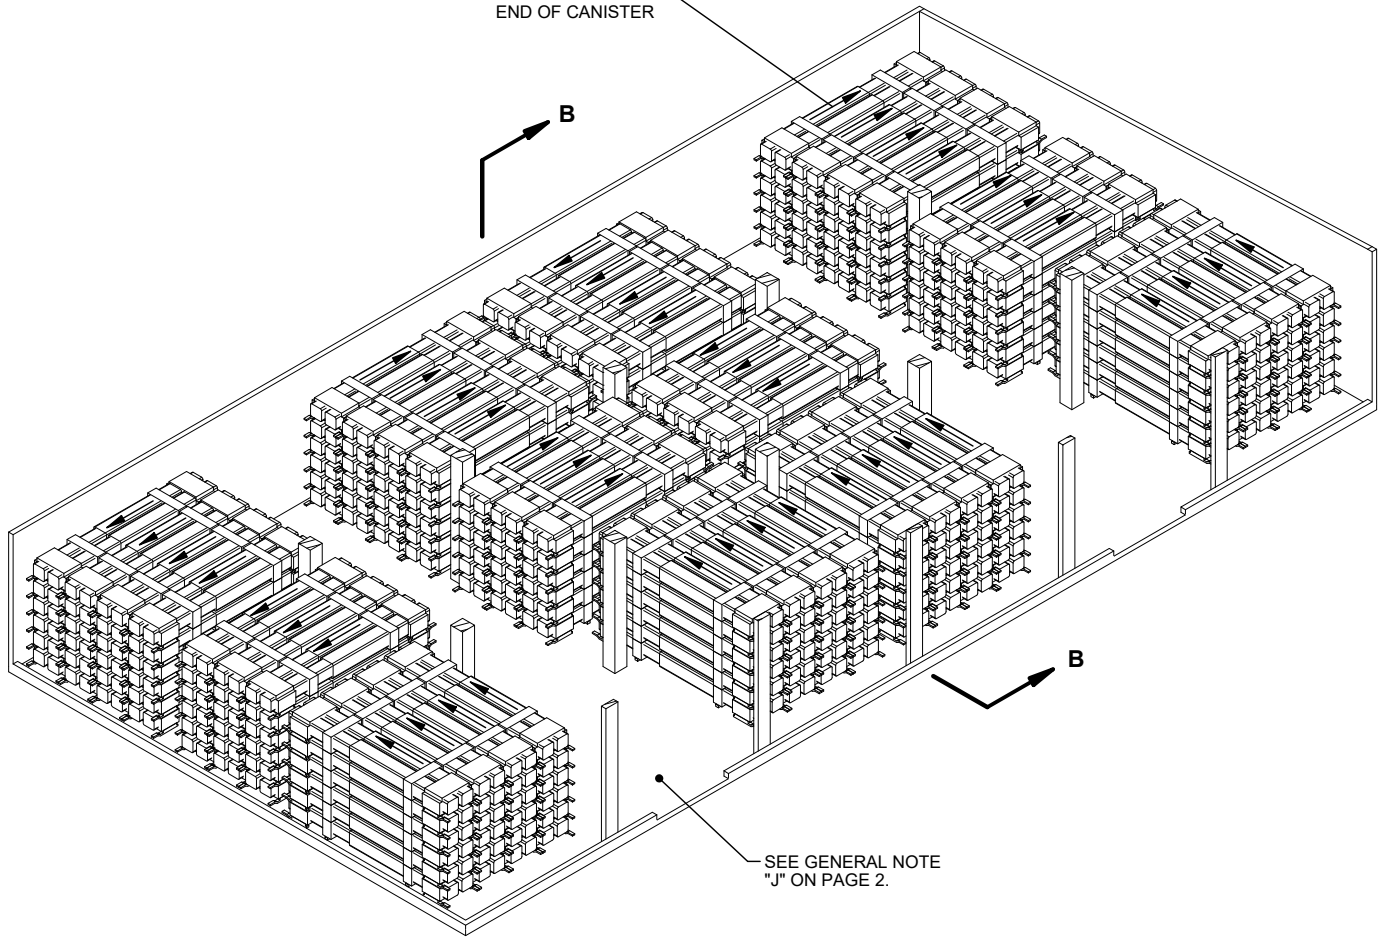 END OF CANISTER
B
B
SEE GENERAL NOTE
"J" ON PAGE 2.